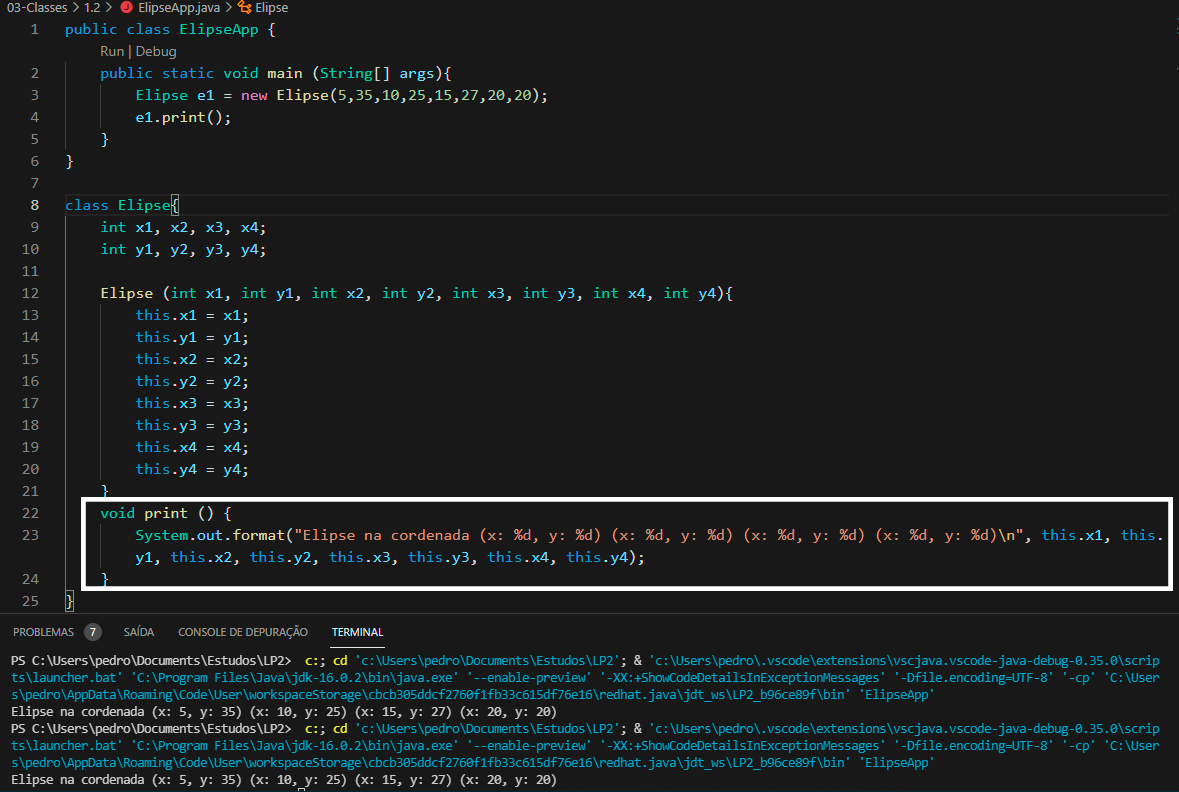 03-Classes > 1.2 > ElipseApp.java > Elipse
1 public class ElipseApp {
Run | Debug
2 public static void main (String[] args){
3 Elipse e1 = new Elipse(5,35,10,25,15,27,20,20);
4 e1.print();
5 }
6 }
7
8 class Elipse{
9 int x1, x2, x3, x4;
10 int y1, y2, y3, y4;
11
12 Elipse (int x1, int y1, int x2, int y2, int x3, int y3, int x4, int y4){
13 this.x1 = x1;
14 this.y1 = y1;
15 this.x2 = x2;
16 this.y2 = y2;
17 this.x3 = x3;
18 this.y3 = y3;
19 this.x4 = x4;
20 this.y4 = y4;
21 }
22 void print () {
23 System.out.format("Elipse na cordenada (x: %d, y: %d) (x: %d, y: %d) (x: %d, y: %d) (x: %d, y: %d)\n", this.x1, this.
y1, this.x2, this.y2, this.x3, this.y3, this.x4, this.y4);
24 }
25 }
PROBLEMAS 7 SAÍDA CONSOLE DE DEPURAÇÃO TERMINAL
PS C:\Users\pedro\Documents\Estudos\LP2> c:; cd 'c:\Users\pedro\Documents\Estudos\LP2'; & 'c:\Users\pedro\.vscode\extensions\vscjava.vscode-java-debug-0.35.0\scrip
ts\launcher.bat' 'C:\Program Files\Java\jdk-16.0.2\bin\java.exe' '--enable-preview' '-XX:+ShowCodeDetailsInExceptionMessages' '-Dfile.encoding=UTF-8' '-cp' 'C:\User
s\pedro\AppData\Roaming\Code\User\workspaceStorage\cbcb305ddcf2760f1fb33c615df76e16\redhat.java\jdt_ws\LP2_b96ce89f\bin' 'ElipseApp'
Elipse na cordenada (x: 5, y: 35) (x: 10, y: 25) (x: 15, y: 27) (x: 20, y: 20)
PS C:\Users\pedro\Documents\Estudos\LP2> c:; cd 'c:\Users\pedro\Documents\Estudos\LP2'; & 'c:\Users\pedro\.vscode\extensions\vscjava.vscode-java-debug-0.35.0\scrip
ts\launcher.bat' 'C:\Program Files\Java\jdk-16.0.2\bin\java.exe' '--enable-preview' '-XX:+ShowCodeDetailsInExceptionMessages' '-Dfile.encoding=UTF-8' '-cp' 'C:\User
s\pedro\AppData\Roaming\Code\User\workspaceStorage\cbcb305ddcf2760f1fb33c615df76e16\redhat.java\jdt_ws\LP2_b96ce89f\bin' 'ElipseApp'
Elipse na cordenada (x: 5, y: 35) (x: 10, y: 25) (x: 15, y: 27) (x: 20, y: 20)